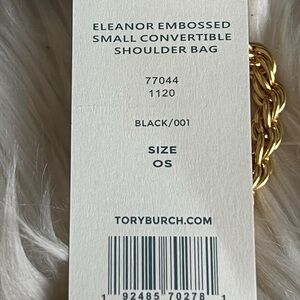 ELEANOR EMBOSSED
SMALL CONVERTIBLE
SHOULDER BAG
77044
1120
BLACK/001
SIZE
OS
TORYBURCH.COM
1 92485 70278 1